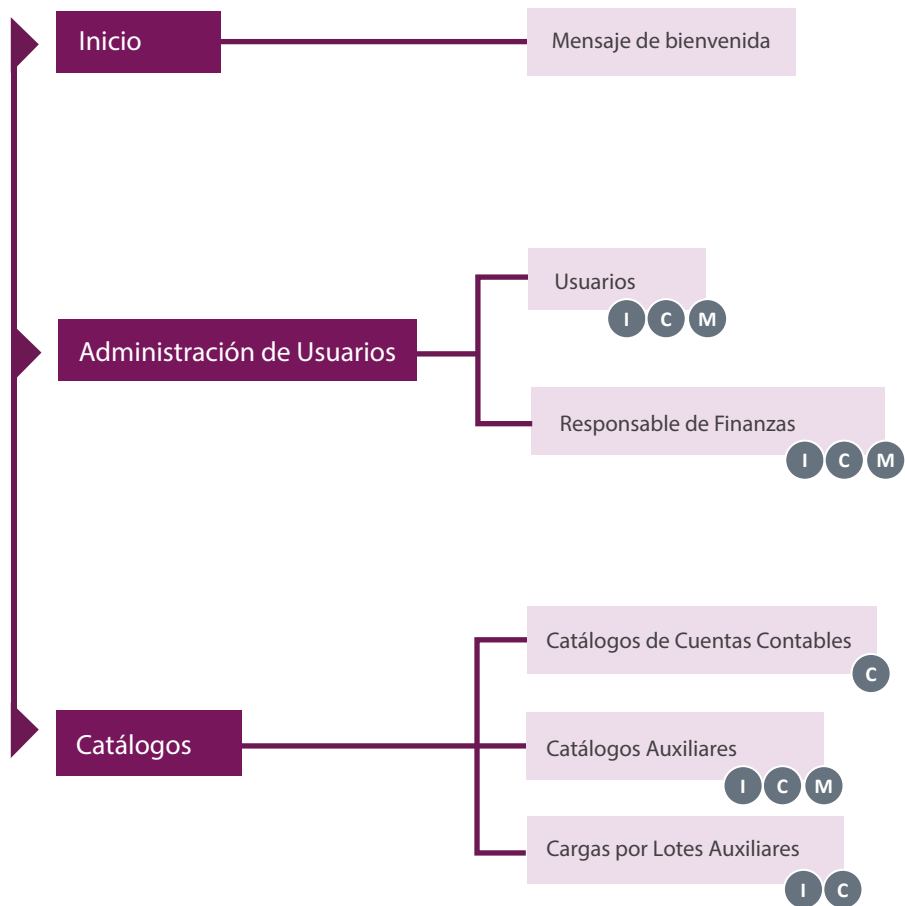 Inicio
Mensaje de bienvenida
Usuarios
I C M
Administración de Usuarios
Responsable de Finanzas
I C M
Catálogos de Cuentas Contables
C
Catálogos
Catálogos Auxiliares
I C M
Cargas por Lotes Auxiliares
I C